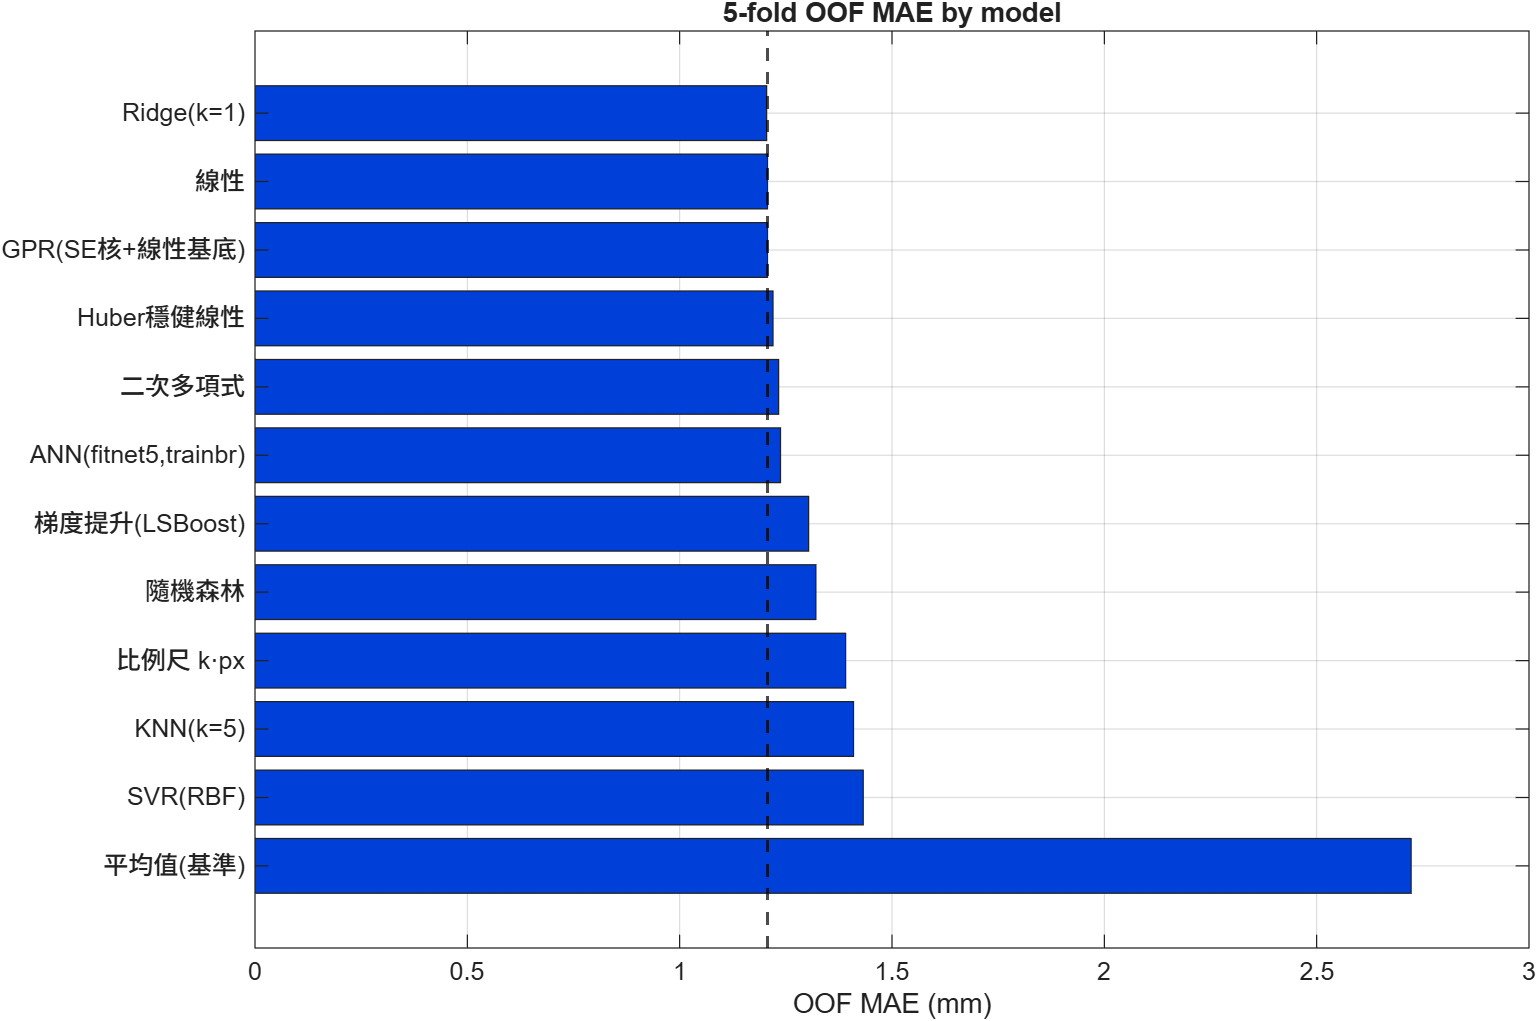 5-fold OOF MAE by model
Ridge(k=1)
線性
GPR(SE核+線性基底)
Huber穩健線性
二次多項式
ANN(fitnet5,trainbr)
梯度提升(LSBoost)
隨機森林
比例尺 k·px
KNN(k=5)
SVR(RBF)
平均值(基準)
0 0.5 1 1.5 2 2.5 3
OOF MAE (mm)